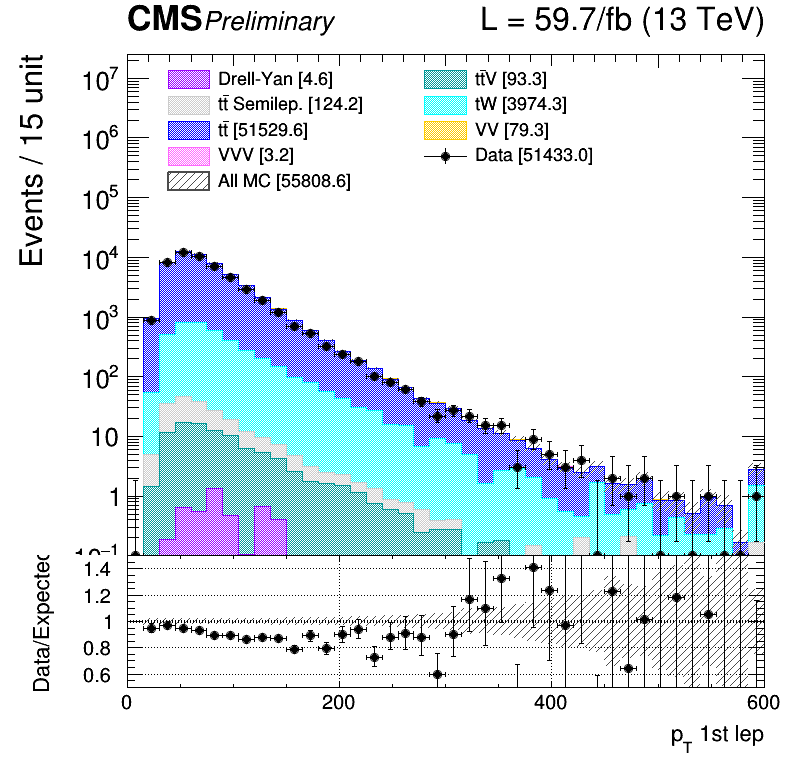 CMS Preliminary L = 59.7/fb (13 TeV)
Events / 15 unit
10⁷
10⁶
10⁵
10⁴
10³
10²
10
1
10⁻¹
Drell-Yan [4.6]
tt̄ Semilep. [124.2]
tt̄ [51529.6]
VVV [3.2]
All MC [55808.6]
tt̄V [93.3]
tW [3974.3]
VV [79.3]
Data [51433.0]
Data/Expected
1.4
1.2
1
0.8
0.6
0 200 400 600
p_T 1st lep